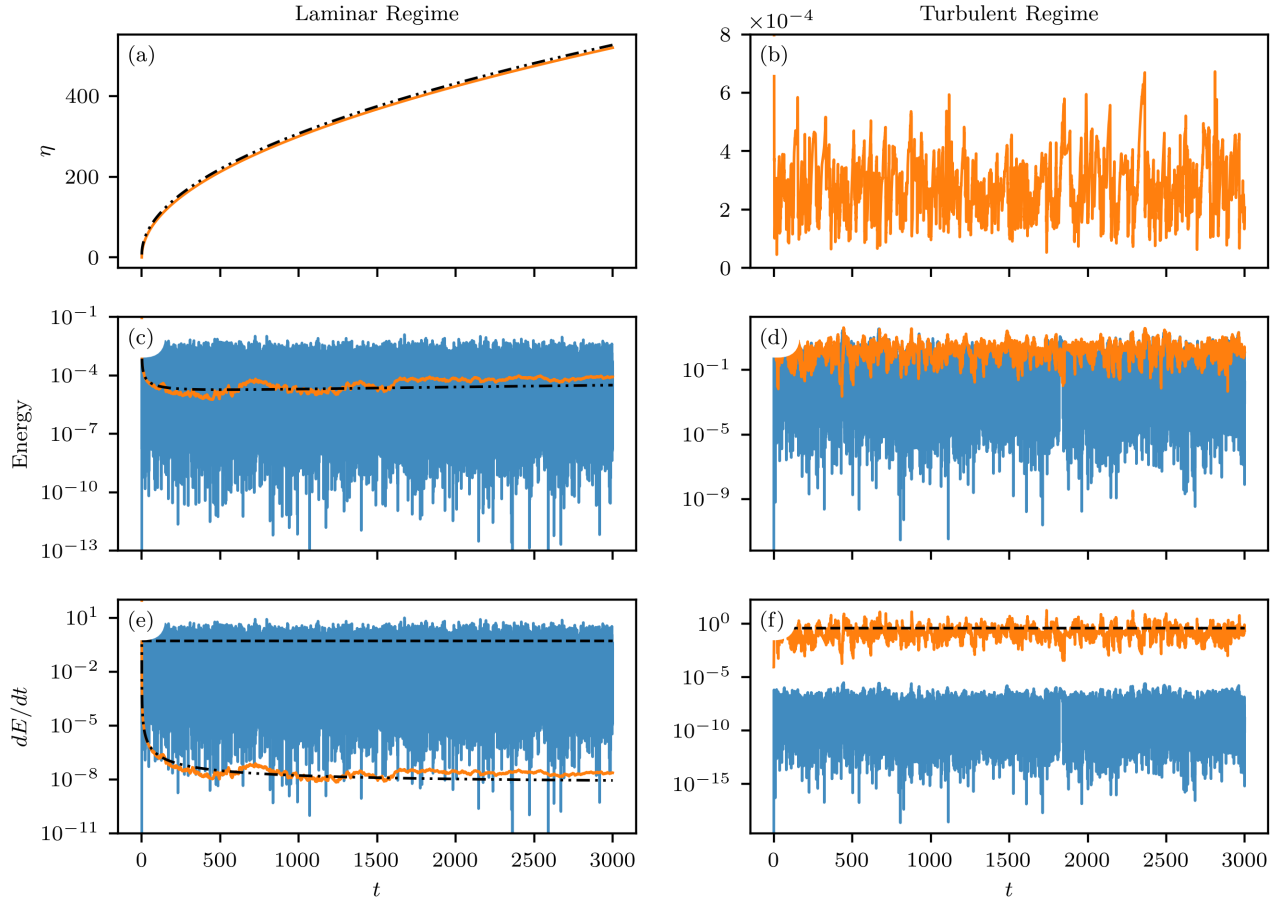 Laminar Regime
Turbulent Regime
(a)
400
200
0
η
×10⁻⁴
(b)
8
6
4
2
0
(c)
10⁻¹
10⁻⁴
10⁻⁷
10⁻¹⁰
10⁻¹³
Energy
(d)
10⁻¹
10⁻⁵
10⁻⁹
(e)
10¹
10⁻²
10⁻⁵
10⁻⁸
10⁻¹¹
dE/dt
0 500 1000 1500 2000 2500 3000
t
(f)
10⁰
10⁻⁵
10⁻¹⁰
10⁻¹⁵
0 500 1000 1500 2000 2500 3000
t